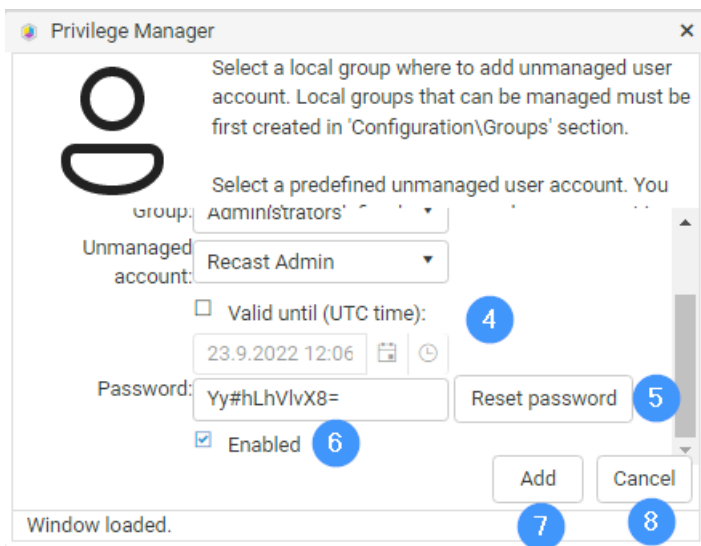 Privilege Manager
Select a local group where to add unmanaged user
account. Local groups that can be managed must be
first created in 'Configuration\Groups' section.
Select a predefined unmanaged user account. You
Group: Administrators
Unmanaged account: Recast Admin
Valid until (UTC time): 4
23.9.2022 12:06
Password: Yy#hLhVlvX8= Reset password 5
Enabled 6
Add Cancel
7 8
Window loaded.